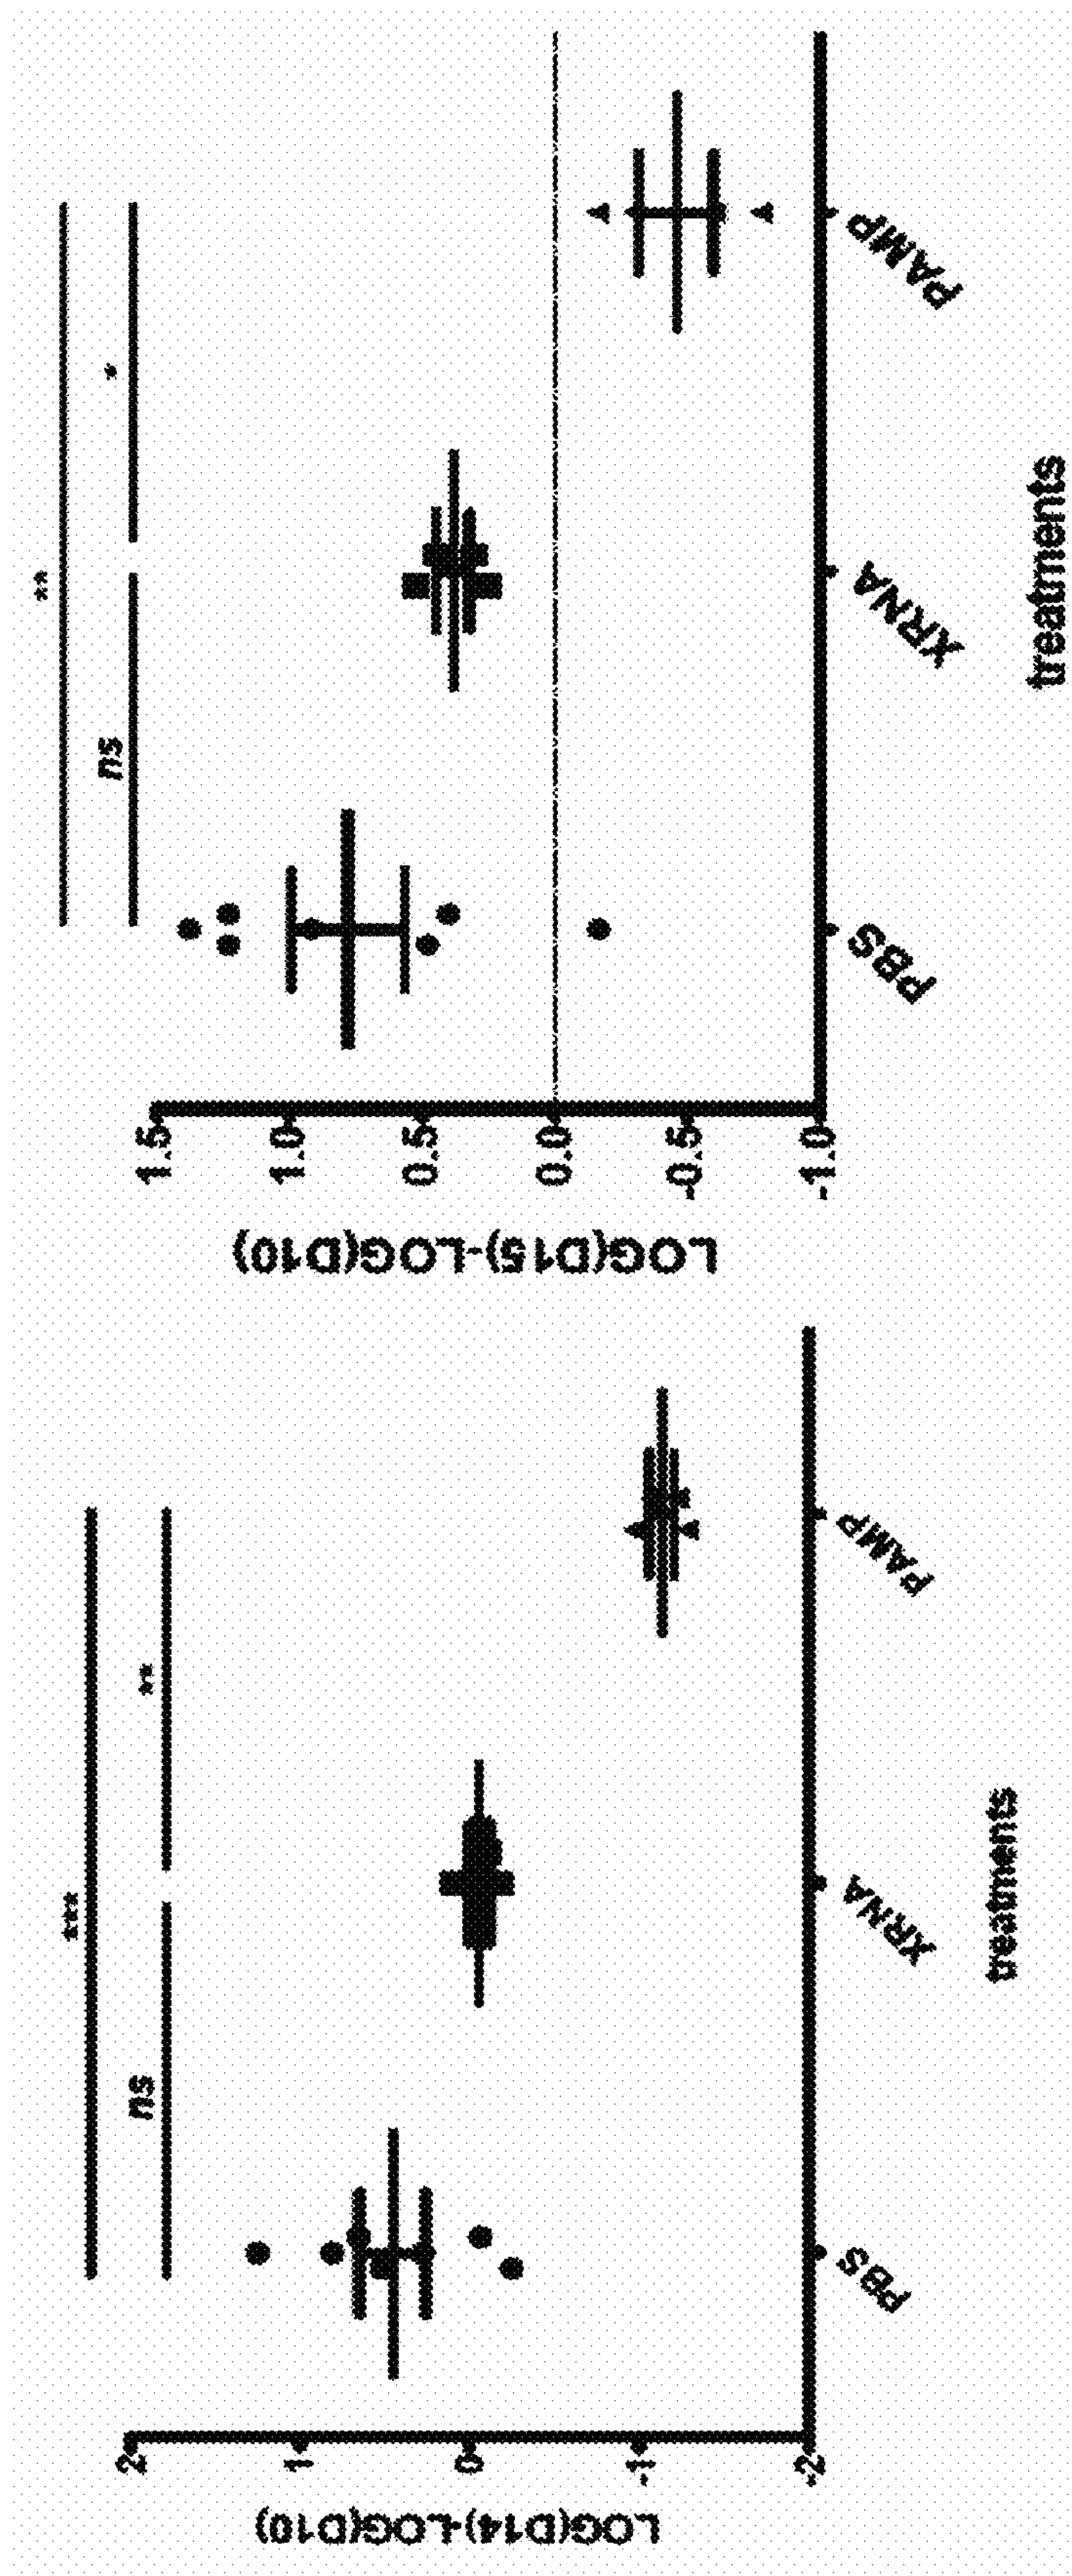 ***
ns
**
2
1
0
-1
-2
LOG(D14)-LOG(D10)
PBS
XRNA
PAMP
treatments
**
ns
*
1.5
1.0
0.5
0.0
-0.5
-1.0
LOG(D15)-LOG(D10)
PBS
XRNA
PAMP
treatments